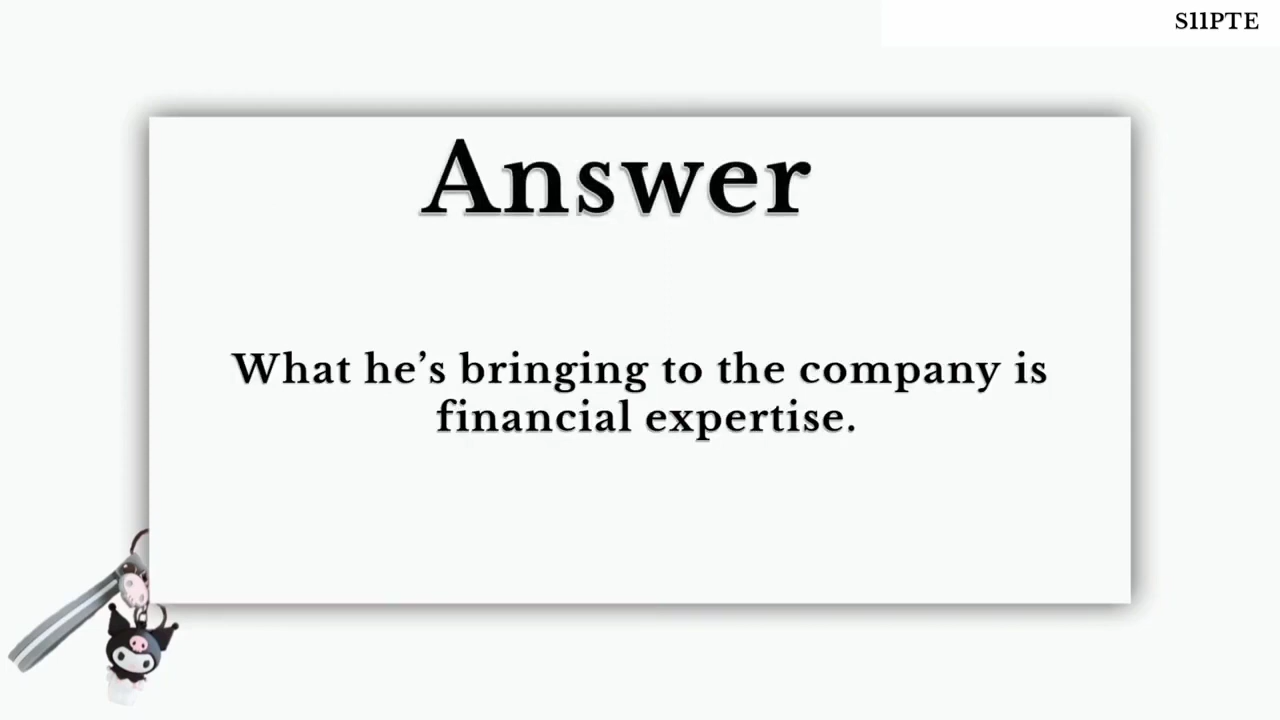 S11PTE
Answer
What he’s bringing to the company is
financial expertise.